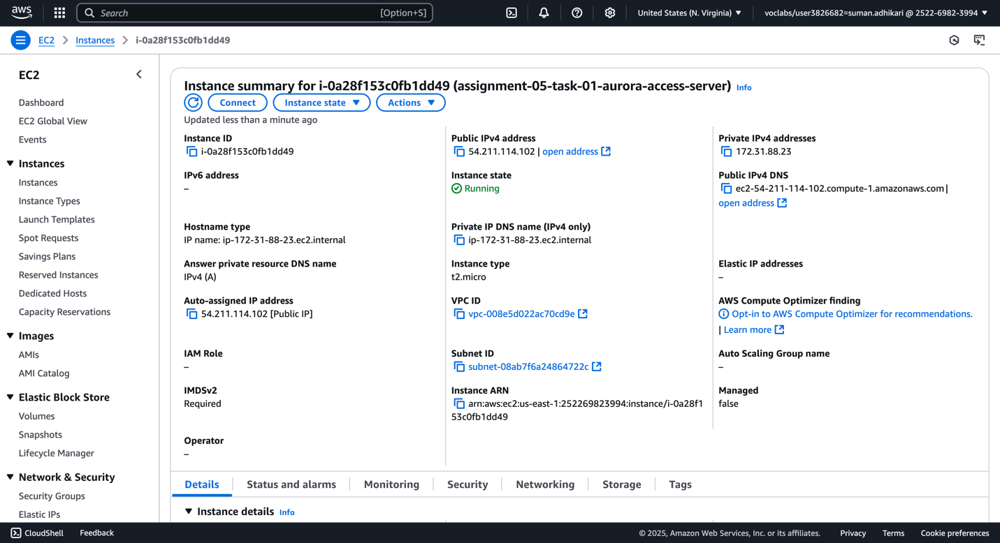 aws
Search
[Option+S]
United States (N. Virginia)
voclabs/user3826682=suman.adhikari @ 2522-6982-3994
EC2
Instances
i-0a28f153c0fb1dd49
EC2
Dashboard
EC2 Global View
Events
Instances
Instances
Instance Types
Launch Templates
Spot Requests
Savings Plans
Reserved Instances
Dedicated Hosts
Capacity Reservations
Images
AMIs
AMI Catalog
Elastic Block Store
Volumes
Snapshots
Lifecycle Manager
Network & Security
Security Groups
Elastic IPs
Instance summary for i-0a28f153c0fb1dd49 (assignment-05-task-01-aurora-access-server) Info
Connect
Instance state
Actions
Updated less than a minute ago
Instance ID
i-0a28f153c0fb1dd49
Public IPv4 address
54.211.114.102 | open address
Private IPv4 addresses
172.31.88.23
IPv6 address
–
Instance state
Running
Public IPv4 DNS
ec2-54-211-114-102.compute-1.amazonaws.com |
open address
Hostname type
IP name: ip-172-31-88-23.ec2.internal
Private IP DNS name (IPv4 only)
ip-172-31-88-23.ec2.internal
Answer private resource DNS name
IPv4 (A)
Instance type
t2.micro
Elastic IP addresses
–
Auto-assigned IP address
54.211.114.102 [Public IP]
VPC ID
vpc-008e5d022ac70cd9e
AWS Compute Optimizer finding
Opt-in to AWS Compute Optimizer for recommendations.
| Learn more
IAM Role
–
Subnet ID
subnet-08ab7f6a24864722c
Auto Scaling Group name
–
IMDSv2
Required
Instance ARN
arn:aws:ec2:us-east-1:252269823994:instance/i-0a28f1
53c0fb1dd49
Managed
false
Operator
–
Details
Status and alarms
Monitoring
Security
Networking
Storage
Tags
Instance details Info
CloudShell
Feedback
© 2025, Amazon Web Services, Inc. or its affiliates.
Privacy
Terms
Cookie preferences